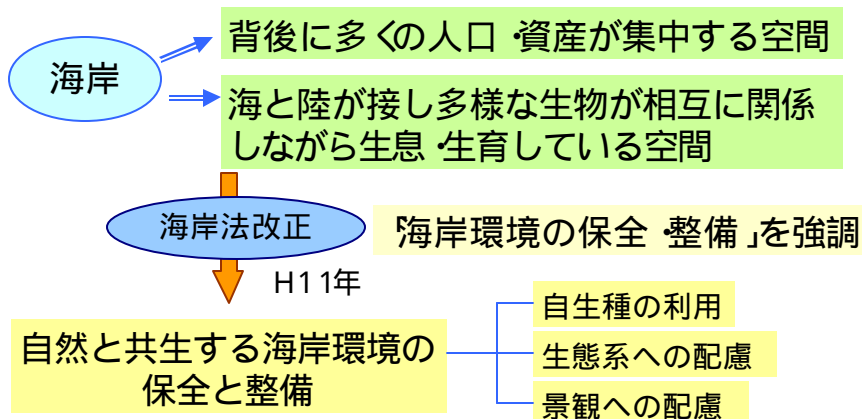 海岸
背後に多くの人口・資産が集中する空間
海と陸が接し多様な生物が相互に関係
しながら生息・生育している空間
海岸法改正
「海岸環境の保全・整備」を強調
H11年
自然と共生する海岸環境の
保全と整備
自生種の利用
生態系への配慮
景観への配慮